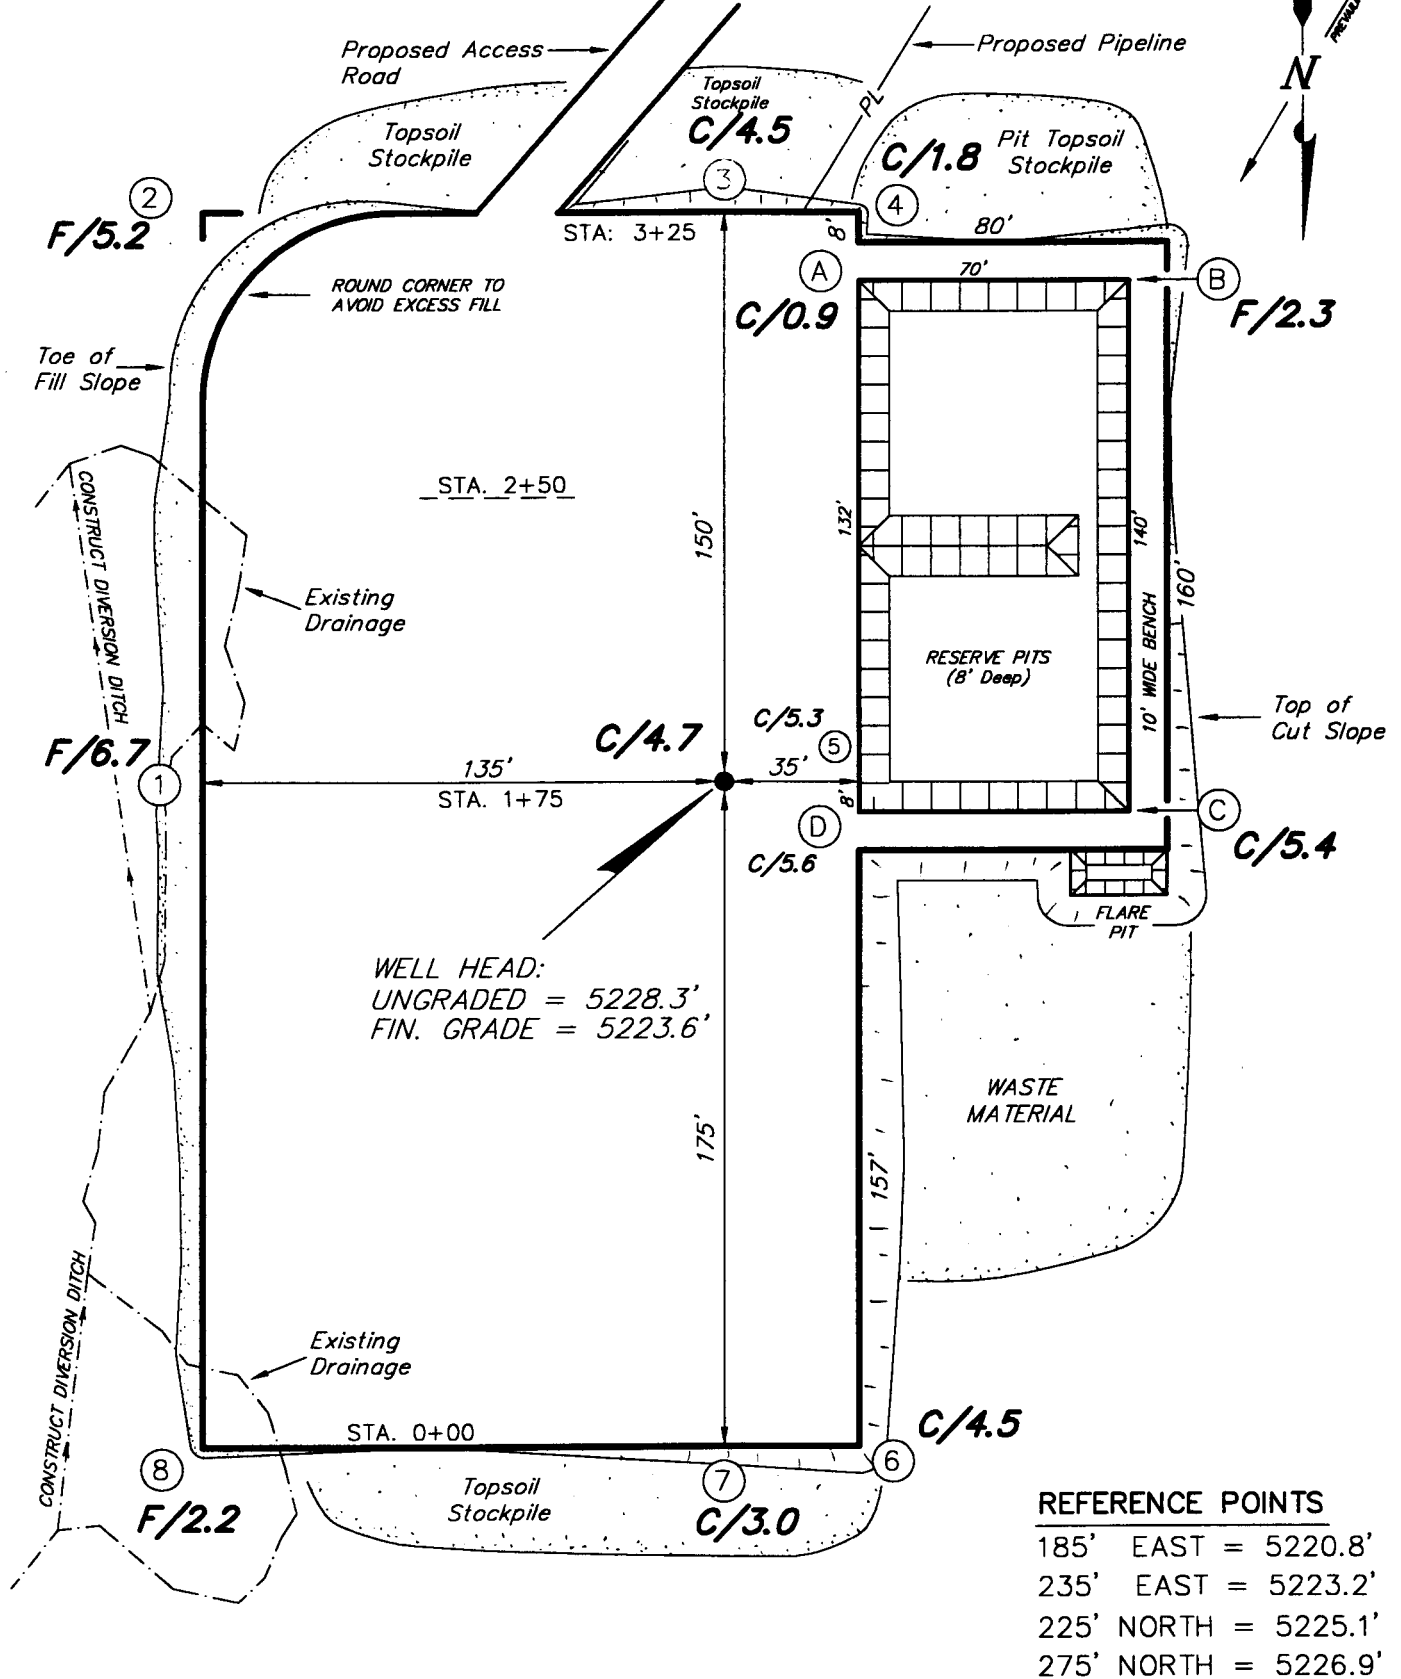 PREVAILI
Proposed Access
Road
Proposed Pipeline
Topsoil
Stockpile
C/4.5
PL
N
Topsoil
Stockpile
C/1.8
Pit Topsoil
Stockpile
2
3
4
F/5.2
STA: 3+25
8'
80'
A
70'
B
ROUND CORNER TO
AVOID EXCESS FILL
C/0.9
F/2.3
Toe of
Fill Slope
STA. 2+50
CONSTRUCT DIVERSION DITCH
150'
132'
140'
160'
Existing
Drainage
10' WIDE BENCH
RESERVE PITS
(8' Deep)
Top of
Cut Slope
F/6.7
C/4.7
C/5.3
5
1
135'
35'
STA. 1+75
8'
D
C
C/5.6
C/5.4
FLARE
PIT
WELL HEAD:
UNGRADED = 5228.3'
FIN. GRADE = 5223.6'
WASTE
MATERIAL
175'
157'
CONSTRUCT DIVERSION DITCH
Existing
Drainage
STA. 0+00
C/4.5
8
7
6
F/2.2
Topsoil
Stockpile
C/3.0
REFERENCE POINTS
185' EAST = 5220.8'
235' EAST = 5223.2'
225' NORTH = 5225.1'
275' NORTH = 5226.9'